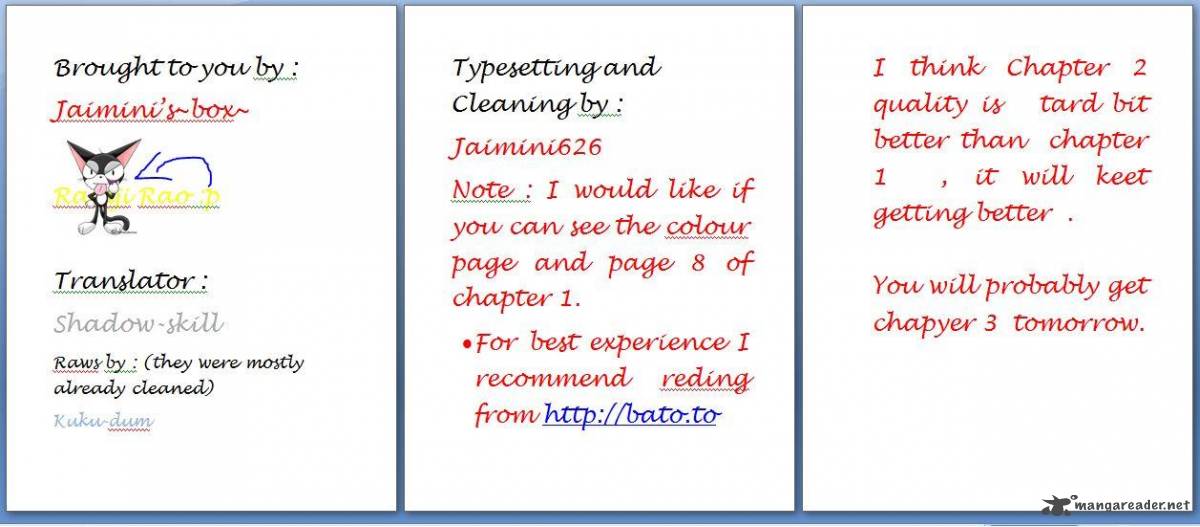 Brought to you by :
Jaimini's~box~
Rao :p
Translator :
Shadow-skill
Raws by : (they were mostly
already cleaned)
Kuku-dum
Typesetting and
Cleaning by :
Jaimini626
Note : I would like if
you can see the colour
page and page 8 of
chapter 1.
•For best experience I
recommend reding
from http://bato.to
I think Chapter 2
quality is tard bit
better than chapter
1 , it will keet
getting better .
You will probably get
chapyer 3 tomorrow.
mangareader.net